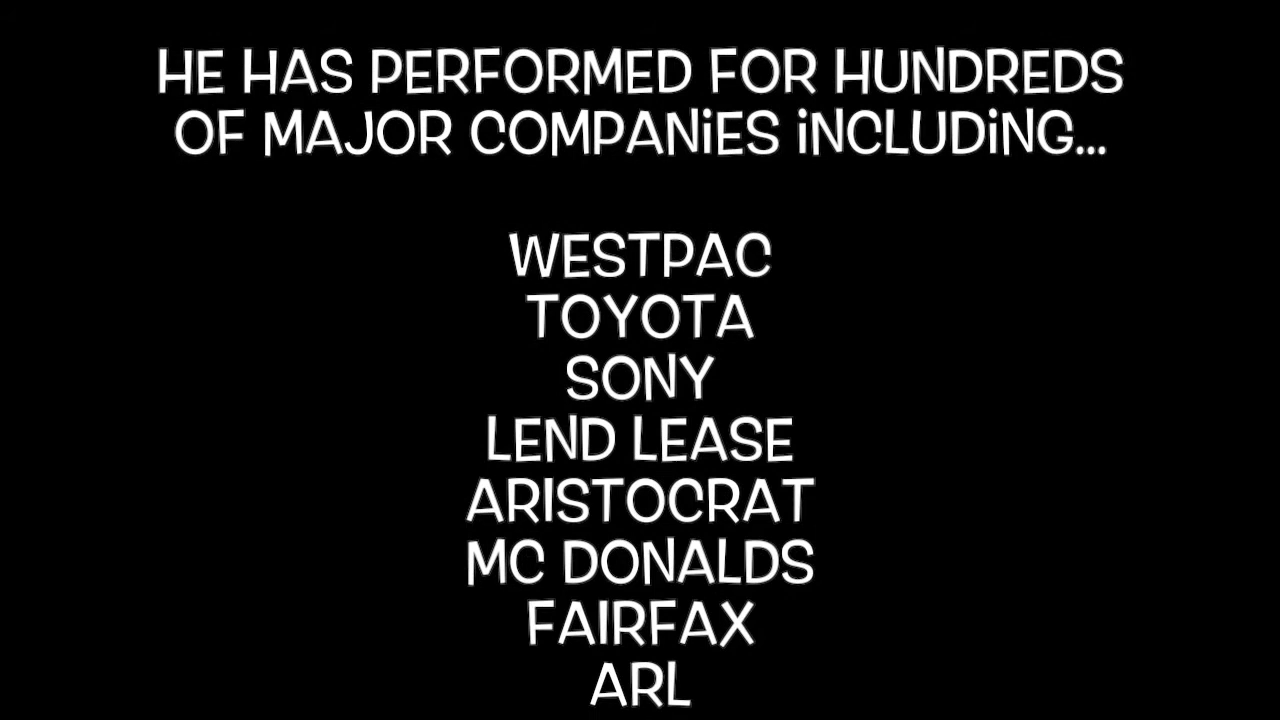 HE HAS PERFORMED FOR HUNDREDS
OF MAJOR COMPANiES iNCLUDiNG...
WESTPAC
TOYOTA
SONY
LEND LEASE
ARISTOCRAT
MC DONALDS
FAIRFAX
ARL